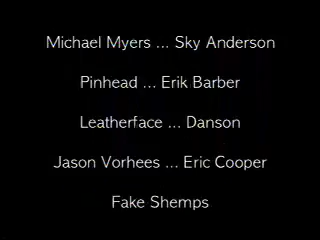 Michael Myers ... Sky Anderson
Pinhead ... Erik Barber
Leatherface ... Danson
Jason Vorhees ... Eric Cooper
Fake Shemps